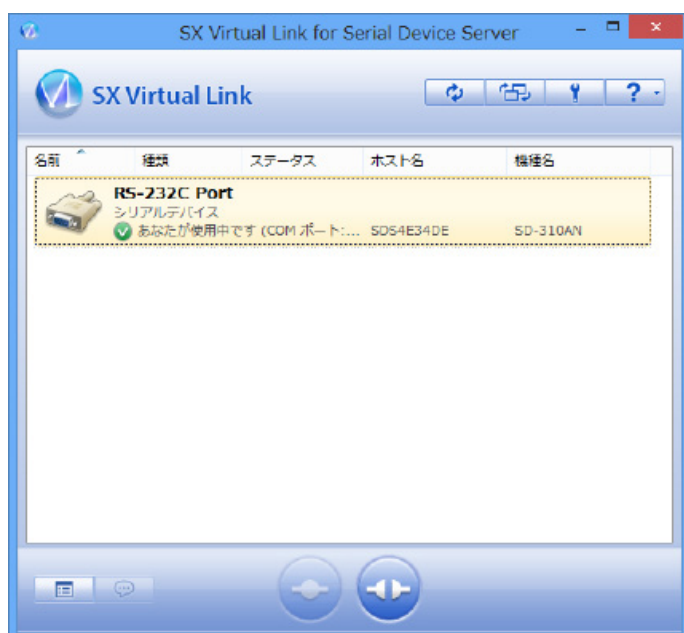 SX Virtual Link for Serial Device Server
SX Virtual Link
?
名前 種類 ステータス ホスト名 機種名
RS-232C Port
シリアルデバイス
あなたが使用中です (COM ポート:... SDS4E34DE SD-310AN